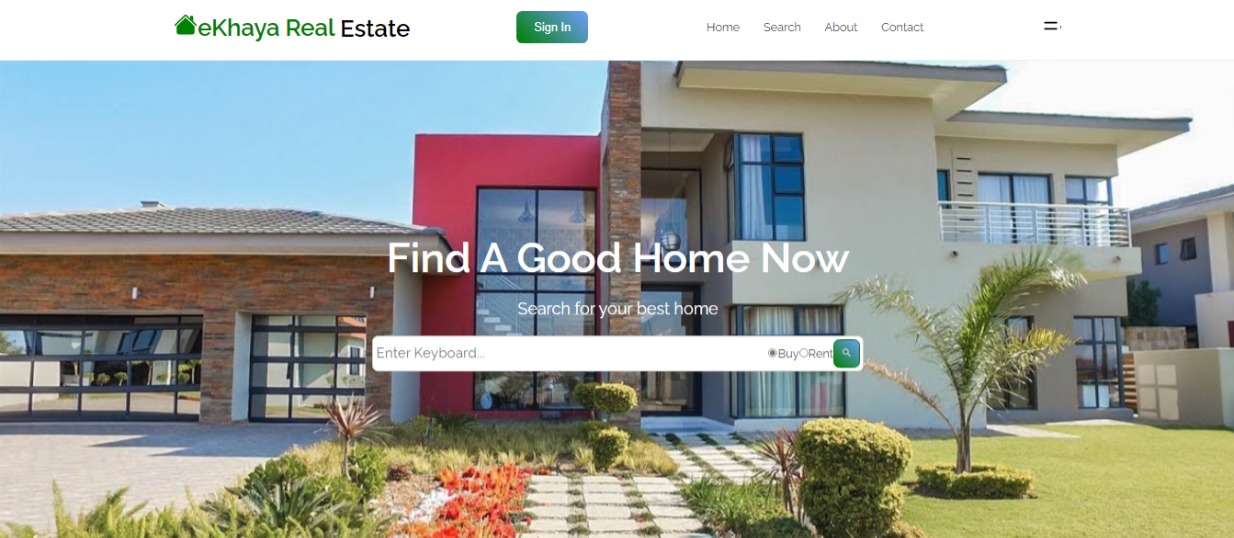 eKhaya Real Estate
Sign In
Home Search About Contact
Find A Good Home Now
Search for your best home
Enter Keyboard... Buy Rent